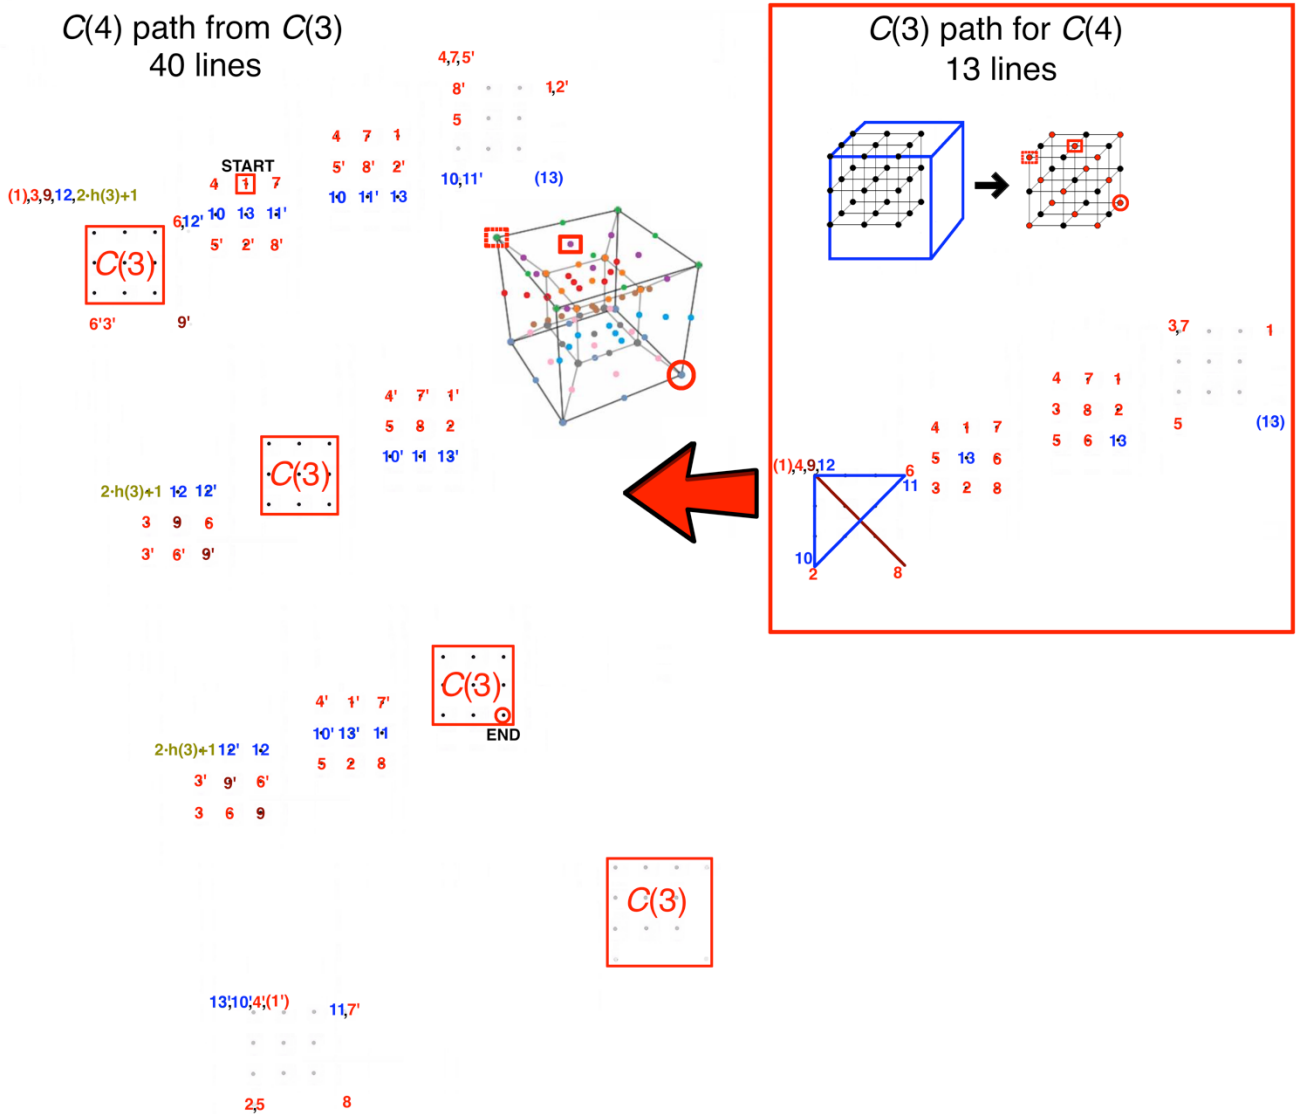 C(4) path from C(3)
40 lines
4,7,5'
8' 1,2'
5
10,11' (13)
4 7 1
5' 8' 2'
10 11' 13
START
4 1 7
10 13 11'
5' 2' 8'
(1),3,9,12,2·h(3)+1
6,12'
C(3)
6'3' 9'
4' 7' 1'
5 8 2
10' 11 13'
C(3)
2·h(3)+1 12 12'
3 9 6
3' 6' 9'
C(3)
END
4' 1' 7'
10' 13' 11
5 2 8
2·h(3)+1 12' 12
3' 9' 6'
3 6 9
C(3)
13',10',4',(1') 11,7'
2,5 8
C(3) path for C(4)
13 lines
3,7 1
5 (13)
4 7 1
3 8 2
5 6 13
4 1 7
5 13 6
3 2 8
(1),4,9,12 6
11
10
2 8